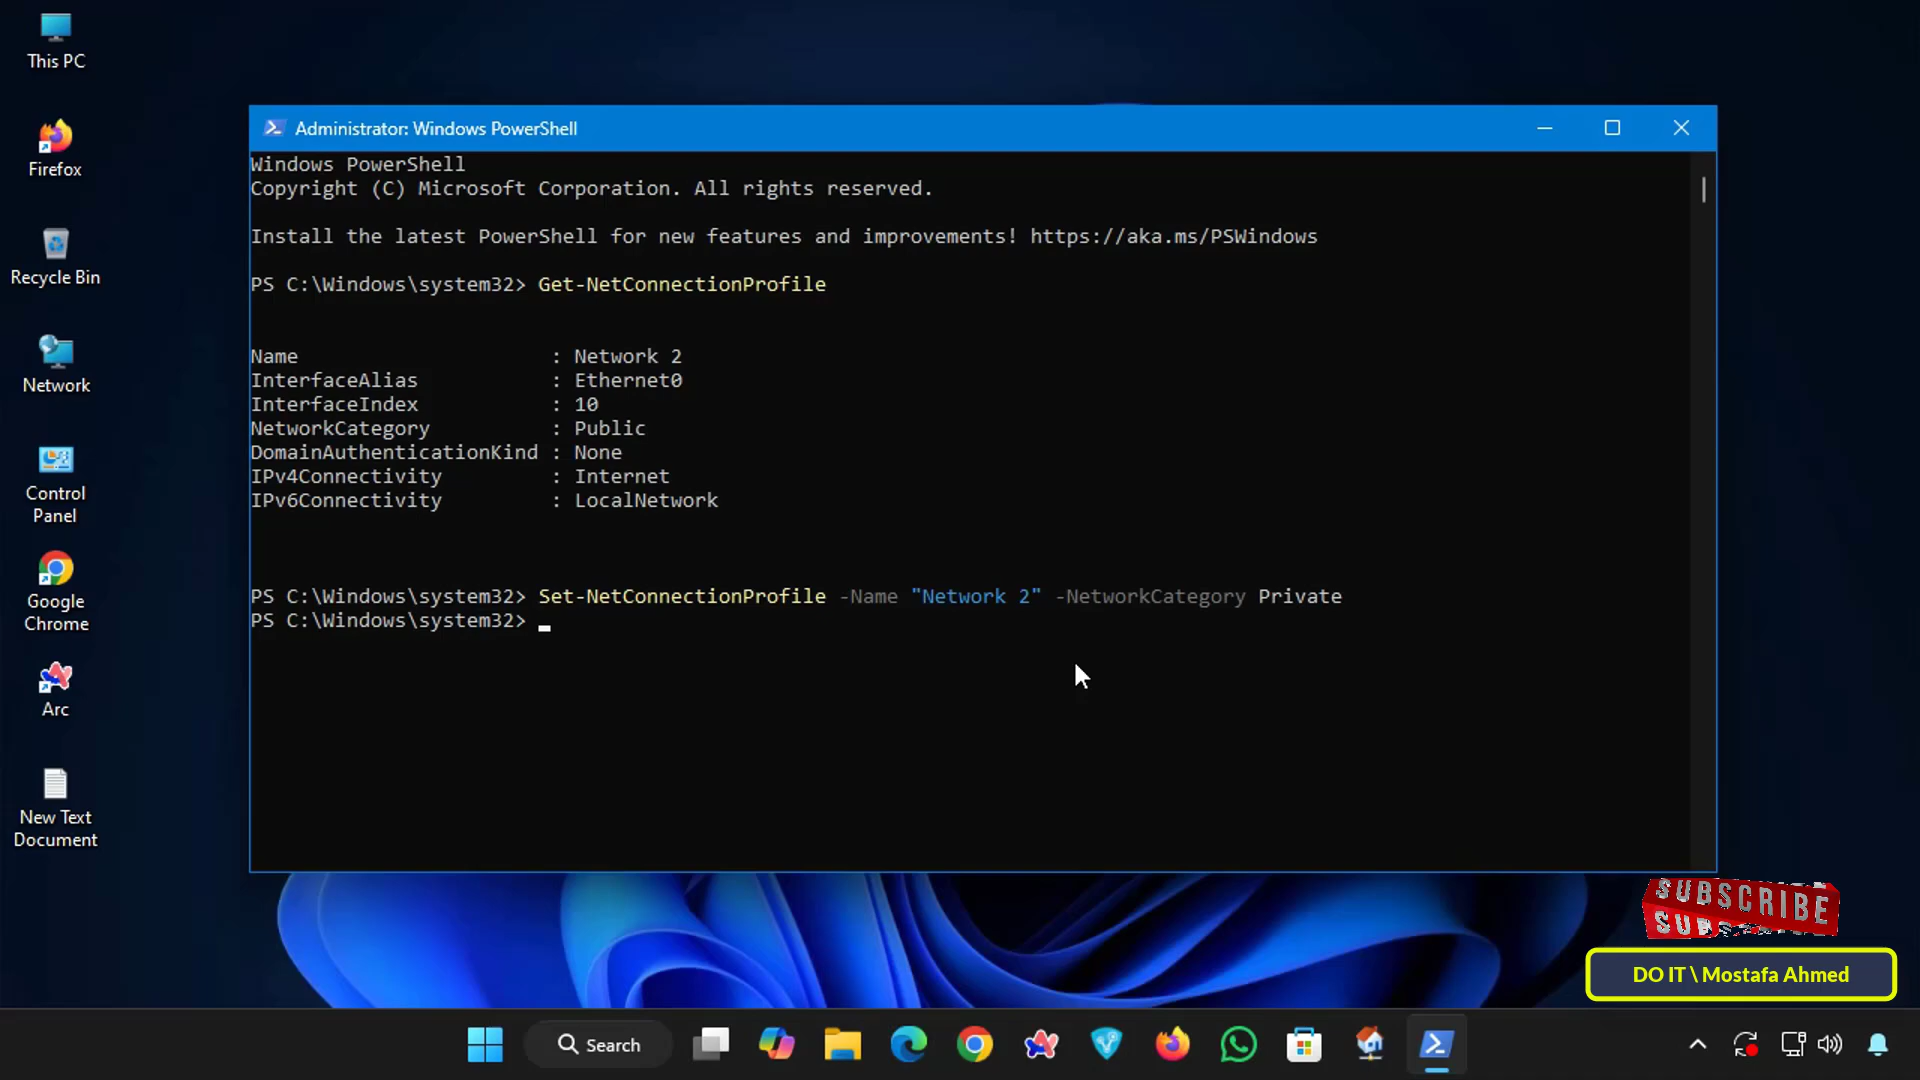 This PC
Firefox
Recycle Bin
Network
Control
Panel
Google
Chrome
Arc
New Text
Document
Administrator: Windows PowerShell
Windows PowerShell
Copyright (C) Microsoft Corporation. All rights reserved.
Install the latest PowerShell for new features and improvements! https://aka.ms/PSWindows
PS C:\Windows\system32> Get-NetConnectionProfile
Name                     : Network 2
InterfaceAlias           : Ethernet0
InterfaceIndex           : 10
NetworkCategory          : Public
DomainAuthenticationKind : None
IPv4Connectivity         : Internet
IPv6Connectivity         : LocalNetwork
PS C:\Windows\system32> Set-NetConnectionProfile -Name "Network 2" -NetworkCategory Private
PS C:\Windows\system32>
SUBSCRIBE
DO IT \ Mostafa Ahmed
Search